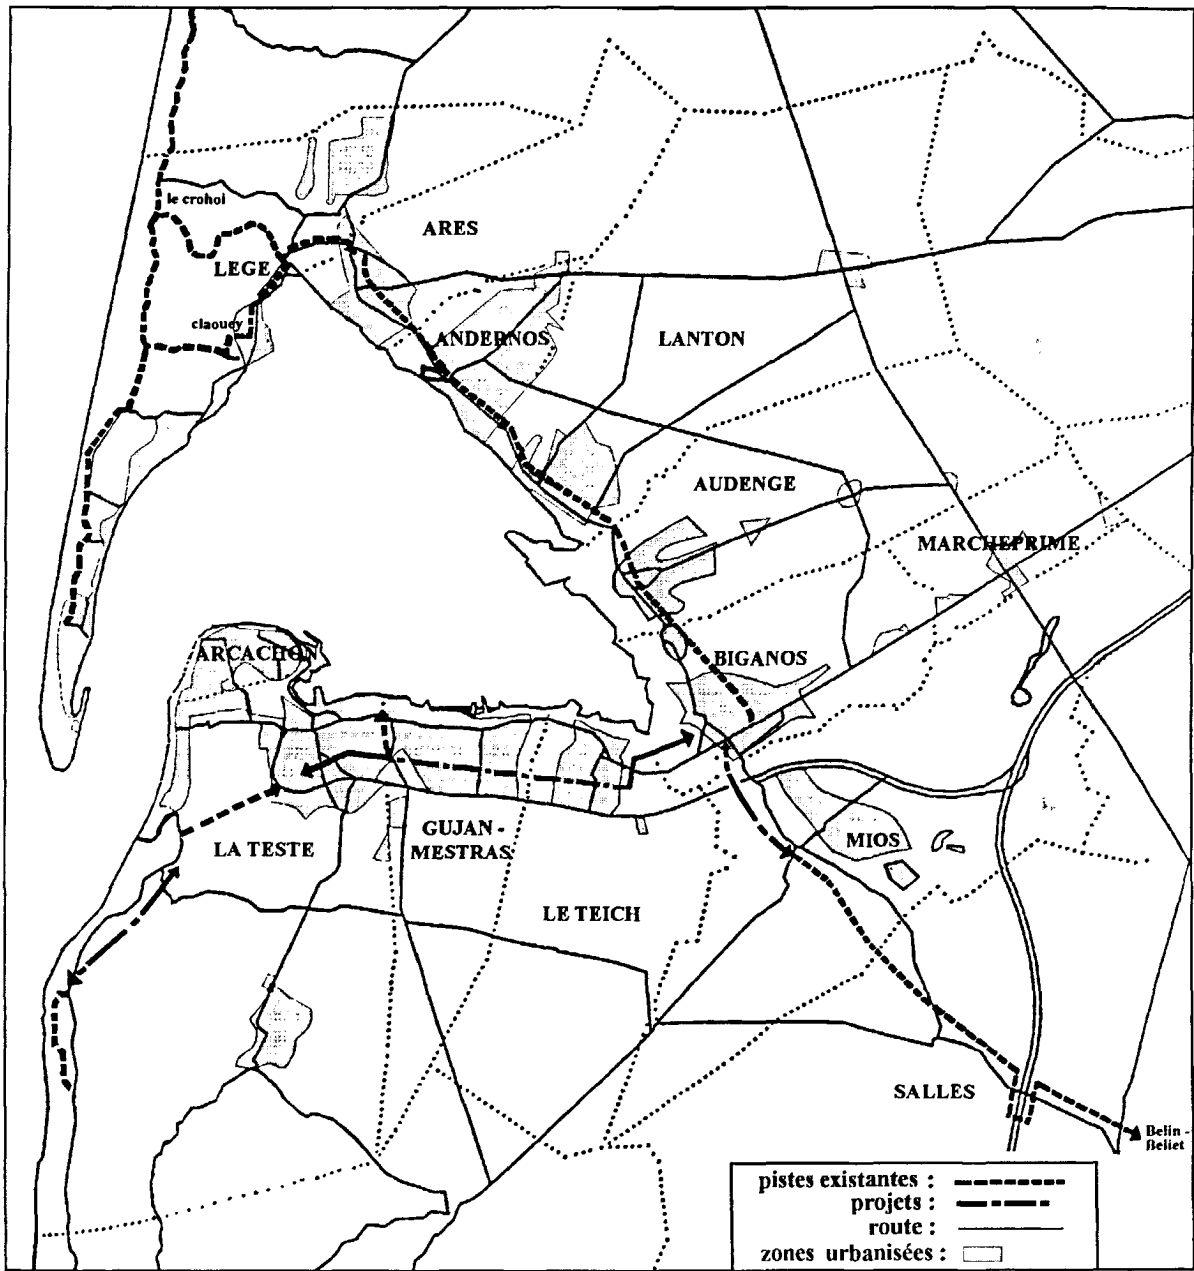 le crohoi
ARES
LEGE
claouey
ANDERNOS
LANTON
AUDENGE
MARCHEPRIME
ARCACHON
BIGANOS
GUJAN -
MESTRAS
LA TESTE
MIOS
LE TEICH
SALLES
Belin -
Beliet
pistes existantes :
projets :
route :
zones urbanisées :